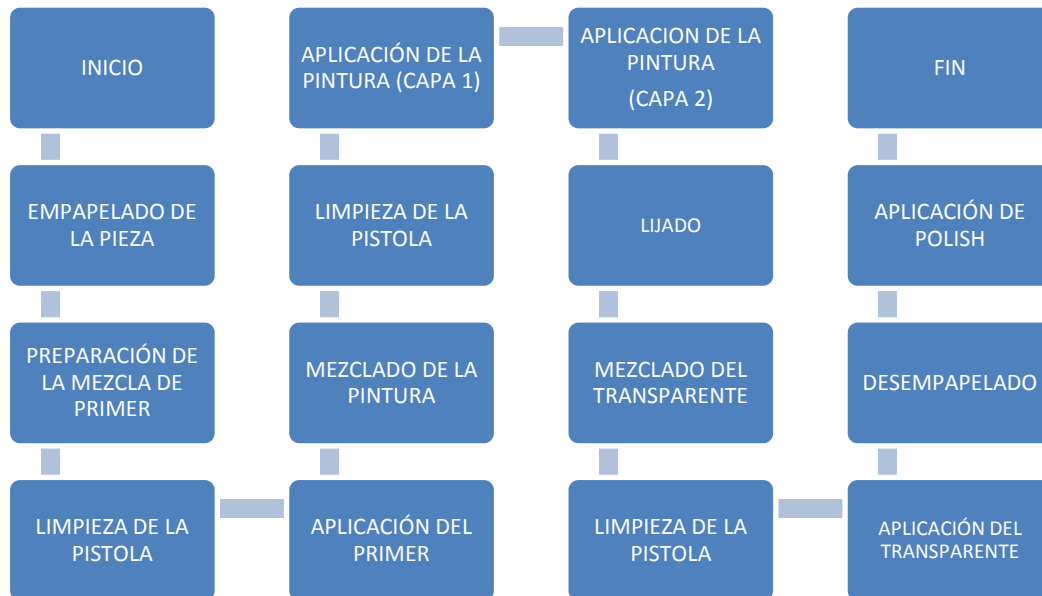 INICIO
EMPAPELADO DE
LA PIEZA
PREPARACIÓN DE
LA MEZCLA DE
PRIMER
LIMPIEZA DE LA
PISTOLA
APLICACIÓN DEL
PRIMER
MEZCLADO DE LA
PINTURA
LIMPIEZA DE LA
PISTOLA
APLICACIÓN DE LA
PINTURA (CAPA 1)
APLICACION DE LA
PINTURA
(CAPA 2)
LIJADO
MEZCLADO DEL
TRANSPARENTE
LIMPIEZA DE LA
PISTOLA
APLICACIÓN DEL
TRANSPARENTE
DESEMPAPELADO
APLICACIÓN DE
POLISH
FIN